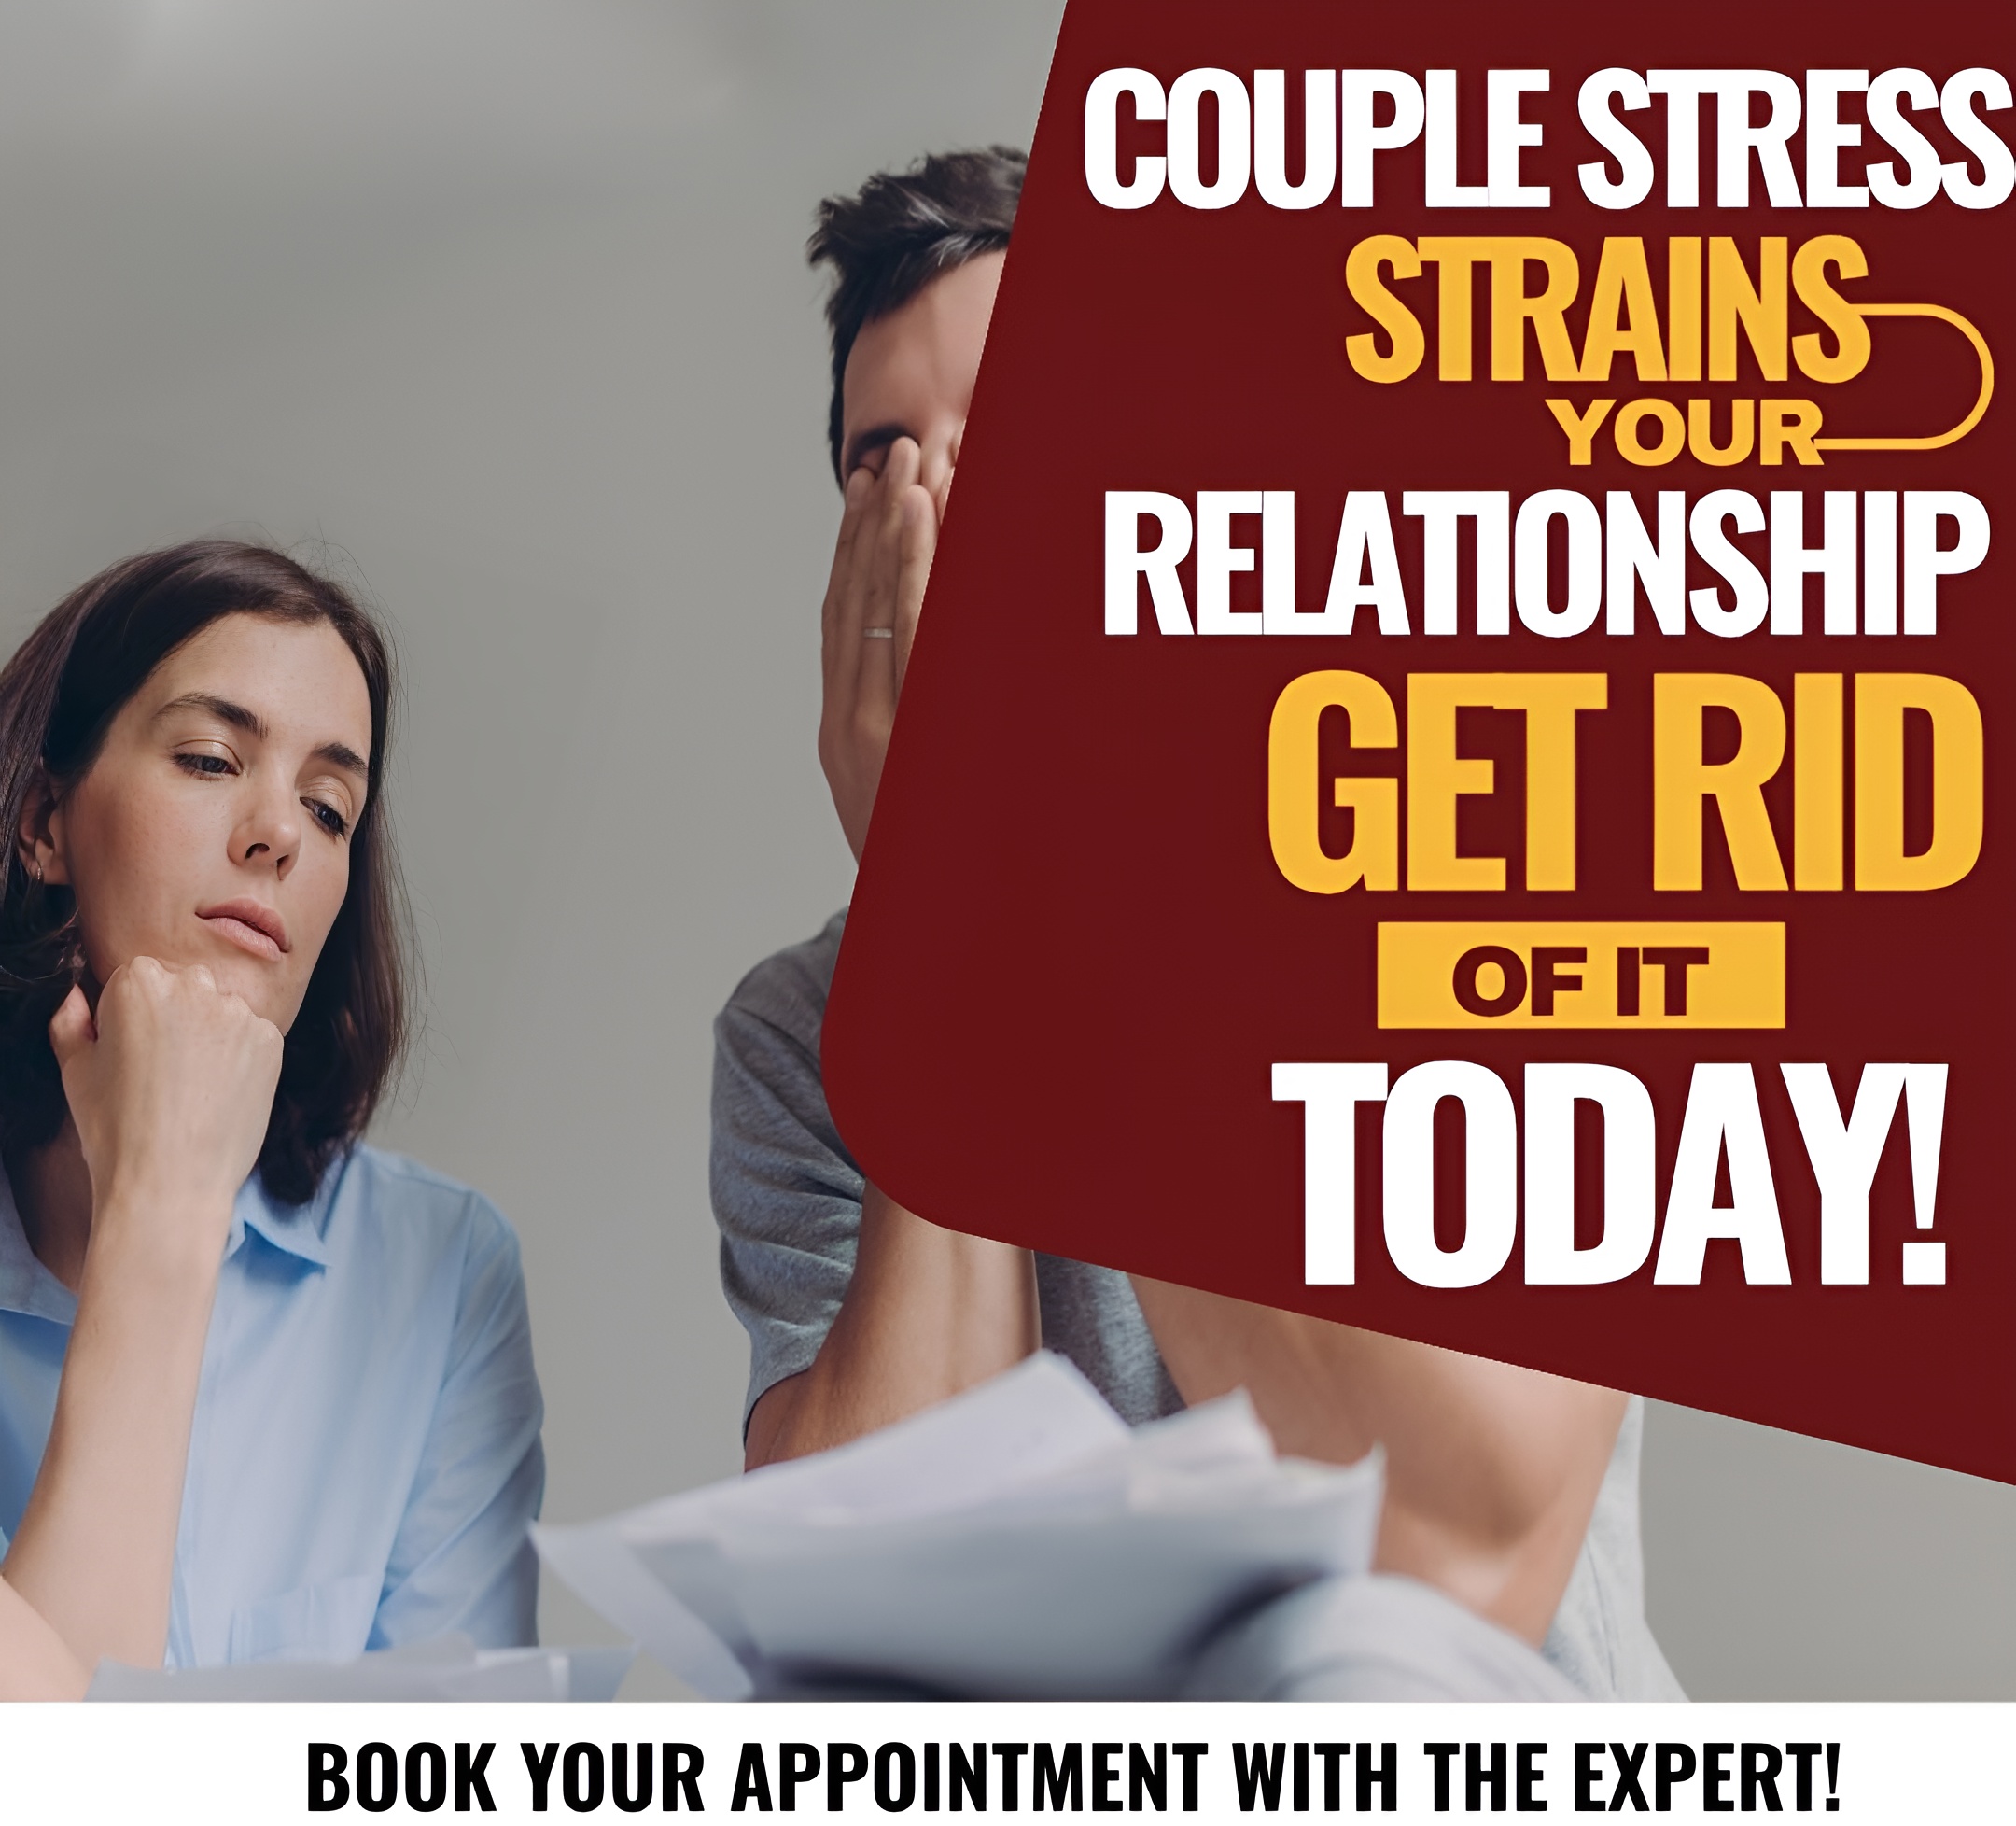 COUPLE STRESS
STRAINS
YOUR
RELATIONSHIP
GET RID
OF IT
TODAY!
BOOK YOUR APPOINTMENT WITH THE EXPERT!